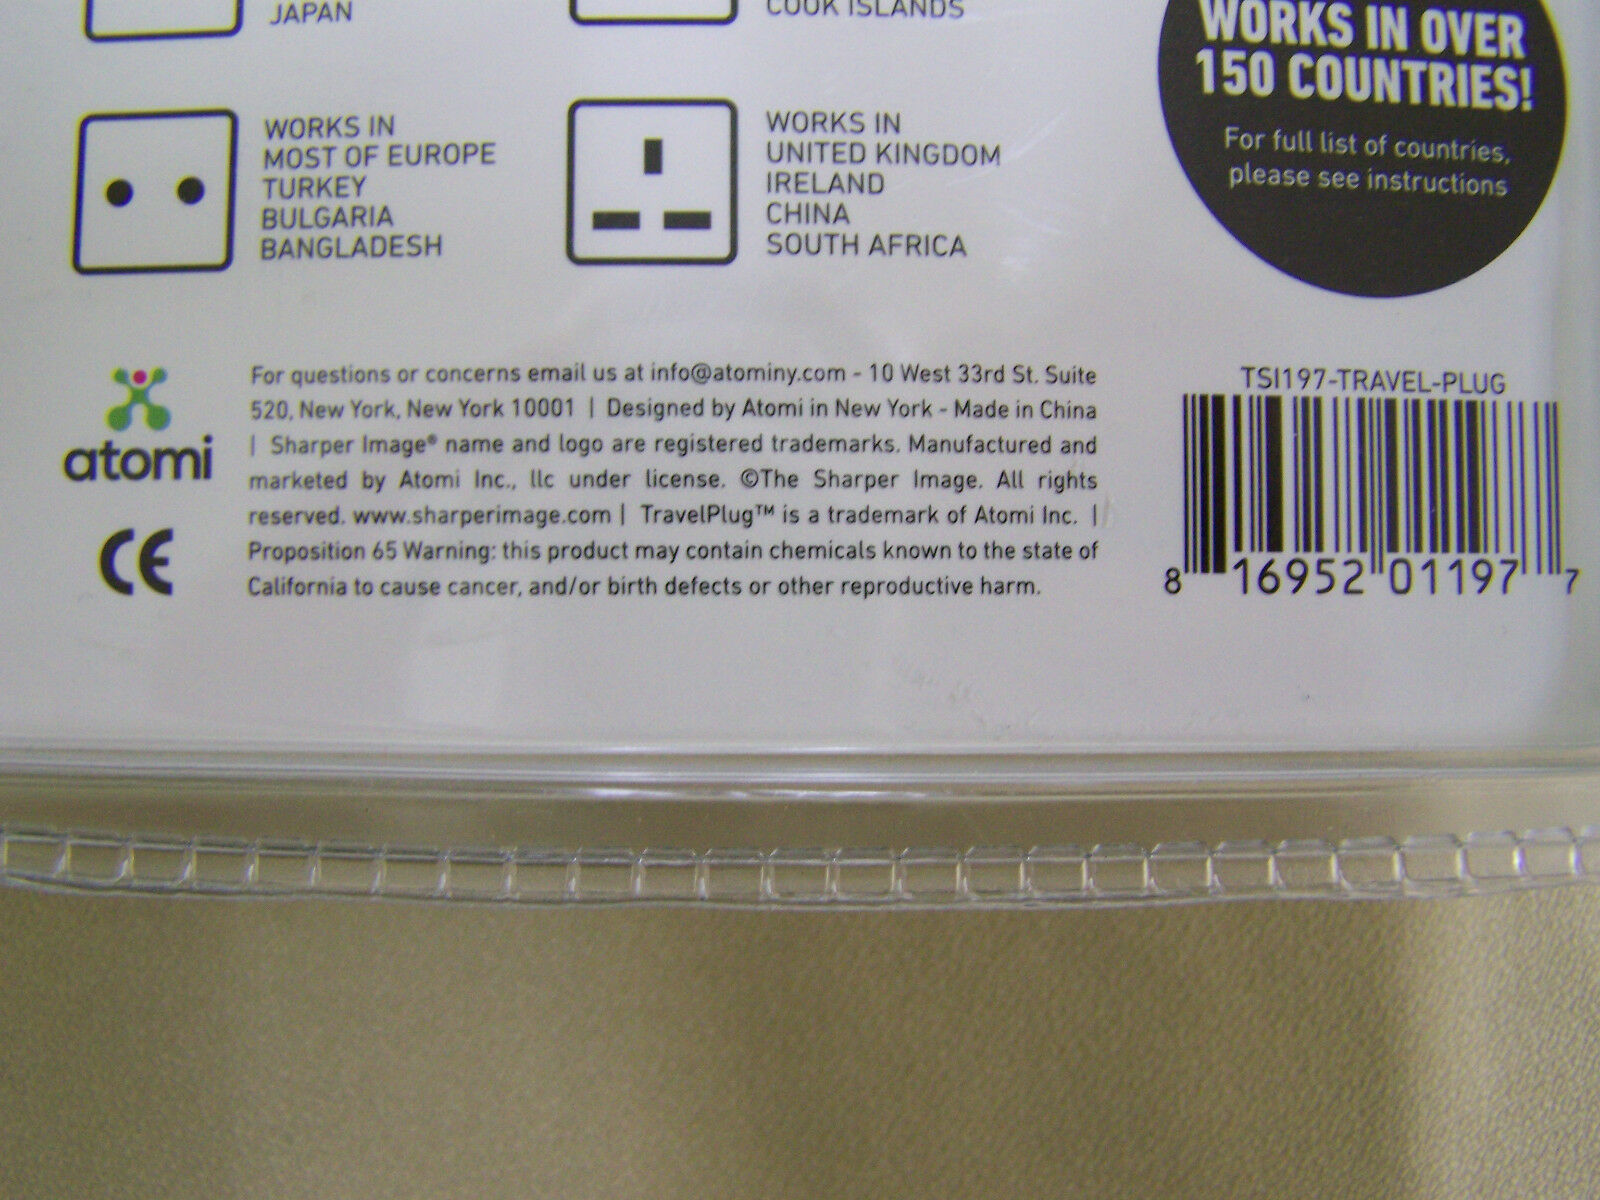 JAPAN
COOK ISLANDS
WORKS IN OVER
150 COUNTRIES!
For full list of countries,
please see instructions
WORKS IN
MOST OF EUROPE
TURKEY
BULGARIA
BANGLADESH
WORKS IN
UNITED KINGDOM
IRELAND
CHINA
SOUTH AFRICA
atomi
CE
For questions or concerns email us at info@atominy.com - 10 West 33rd St. Suite
520, New York, New York 10001 | Designed by Atomi in New York - Made in China
| Sharper Image® name and logo are registered trademarks. Manufactured and
marketed by Atomi Inc., llc under license. ©The Sharper Image. All rights
reserved. www.sharperimage.com | TravelPlug™ is a trademark of Atomi Inc. |
Proposition 65 Warning: this product may contain chemicals known to the state of
California to cause cancer, and/or birth defects or other reproductive harm.
TSI197-TRAVEL-PLUG
8 16952 01197 7